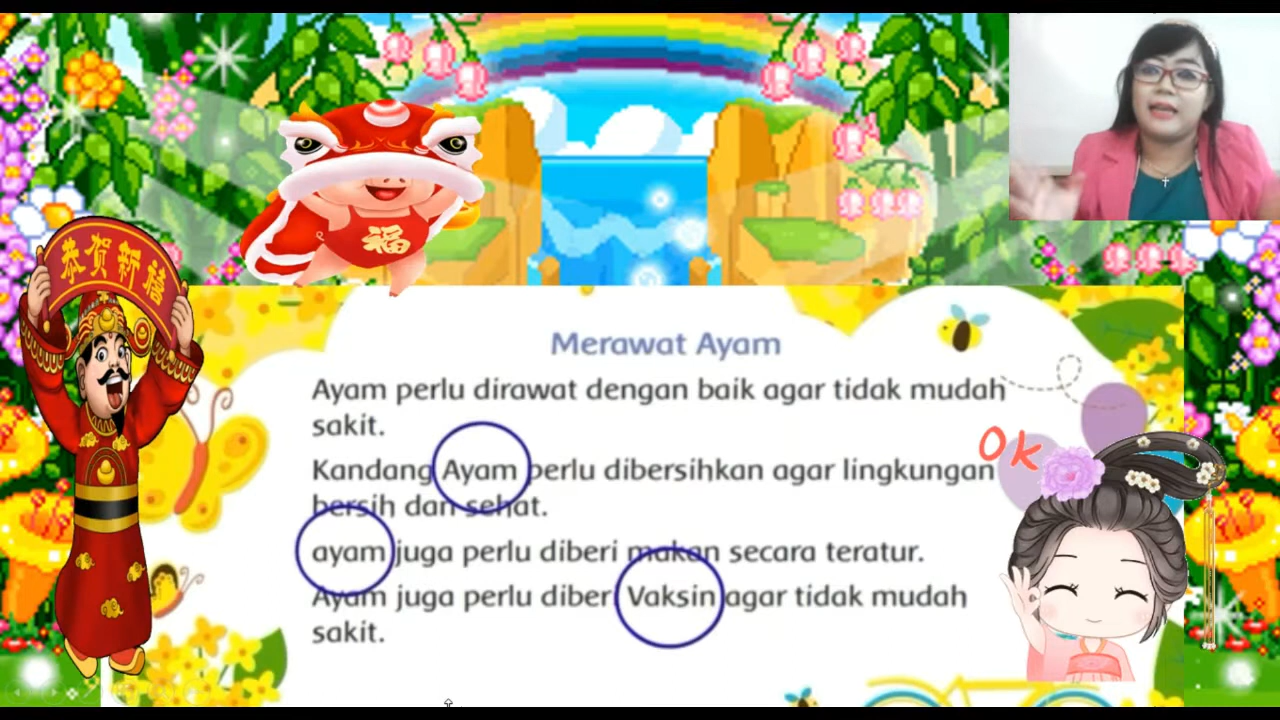 恭贺新禧
福
Merawat Ayam
Ayam perlu dirawat dengan baik agar tidak mudah
sakit.
Kandang Ayam perlu dibersihkan agar lingkungan
bersih dan sehat.
ayam juga perlu diberi makan secara teratur.
Ayam juga perlu diber Vaksin agar tidak mudah
sakit.
Ok